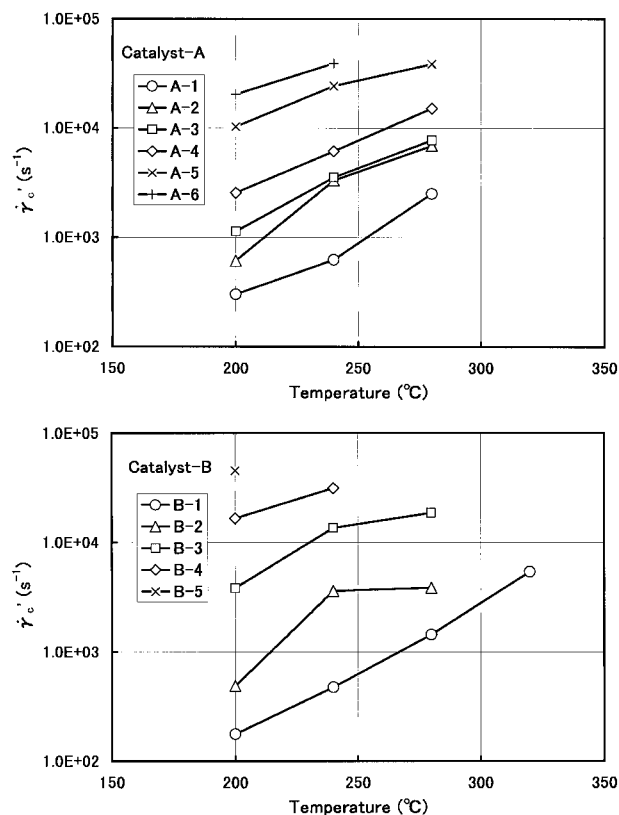 1.0E+05
Catalyst-A
A-1
A-2
A-3
A-4
A-5
A-6
1.0E+04
1.0E+03
1.0E+02
γ̇c' (s⁻¹)
150 200 250 300 350
Temperature (℃)
1.0E+05
Catalyst-B
B-1
B-2
B-3
B-4
B-5
1.0E+04
1.0E+03
1.0E+02
γ̇c' (s⁻¹)
150 200 250 300 350
Temperature (℃)